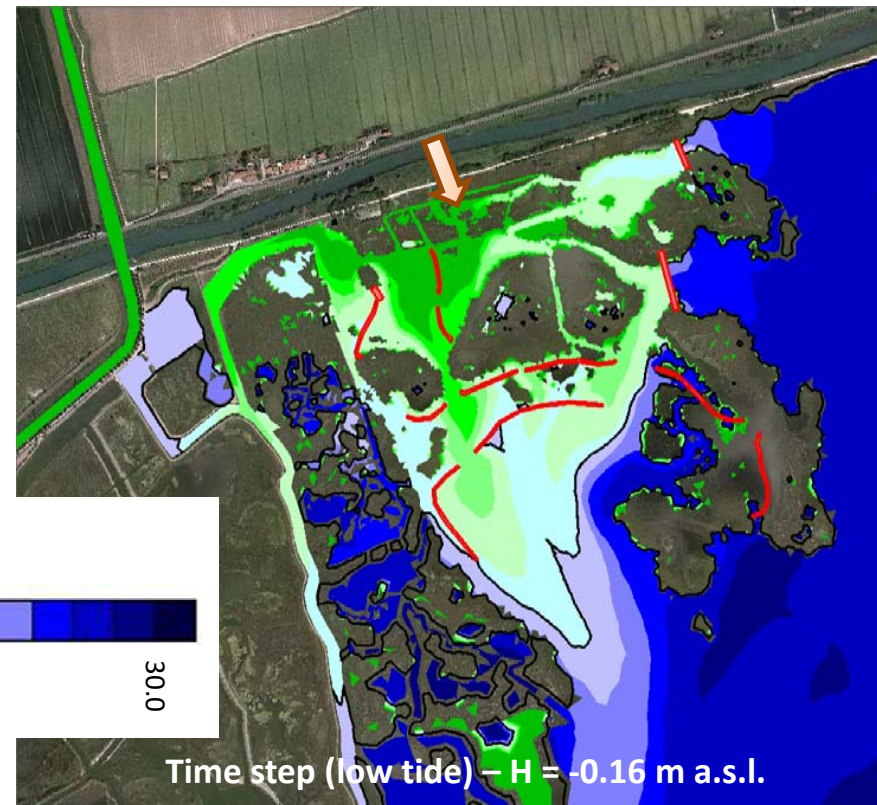 30.0
Time step (low tide) – H = -0.16 m a.s.l.